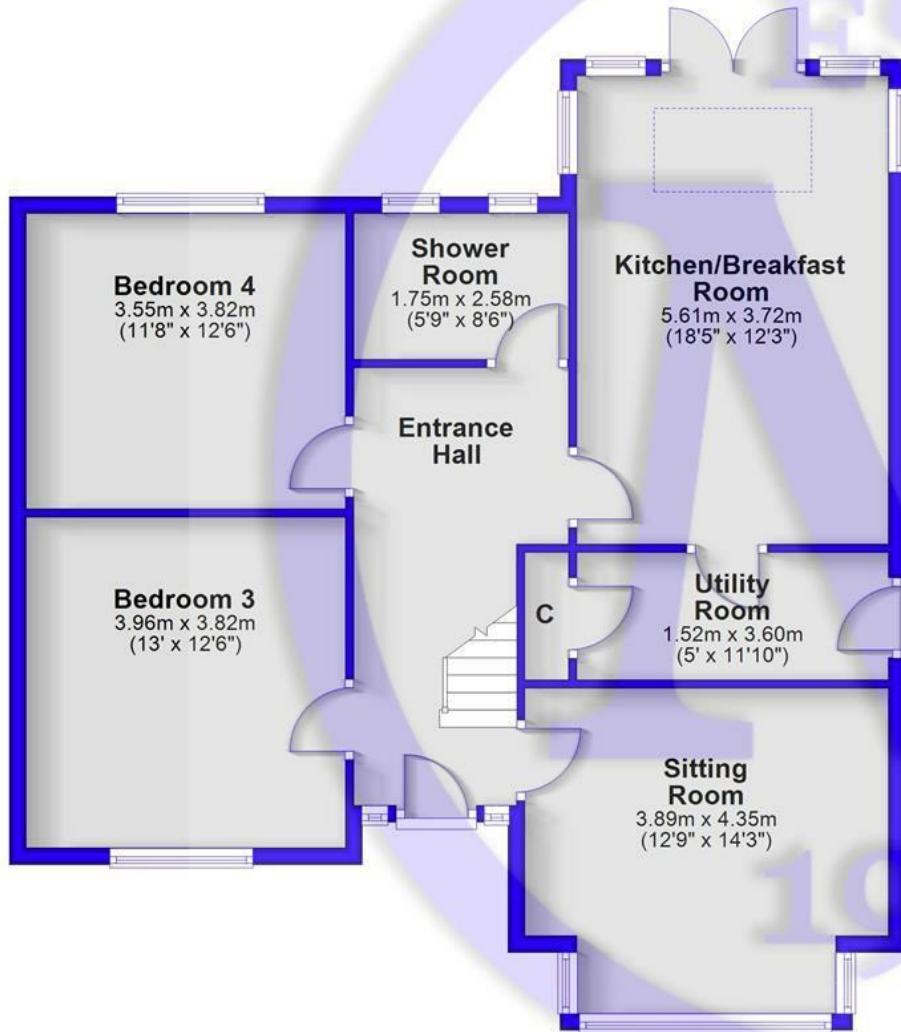 Bedroom 4
3.55m x 3.82m
(11'8" x 12'6")
Shower
Room
1.75m x 2.58m
(5'9" x 8'6")
Kitchen/Breakfast
Room
5.61m x 3.72m
(18'5" x 12'3")
Entrance
Hall
Bedroom 3
3.96m x 3.82m
(13' x 12'6")
C
Utility
Room
1.52m x 3.60m
(5' x 11'10")
Sitting
Room
3.89m x 4.35m
(12'9" x 14'3")